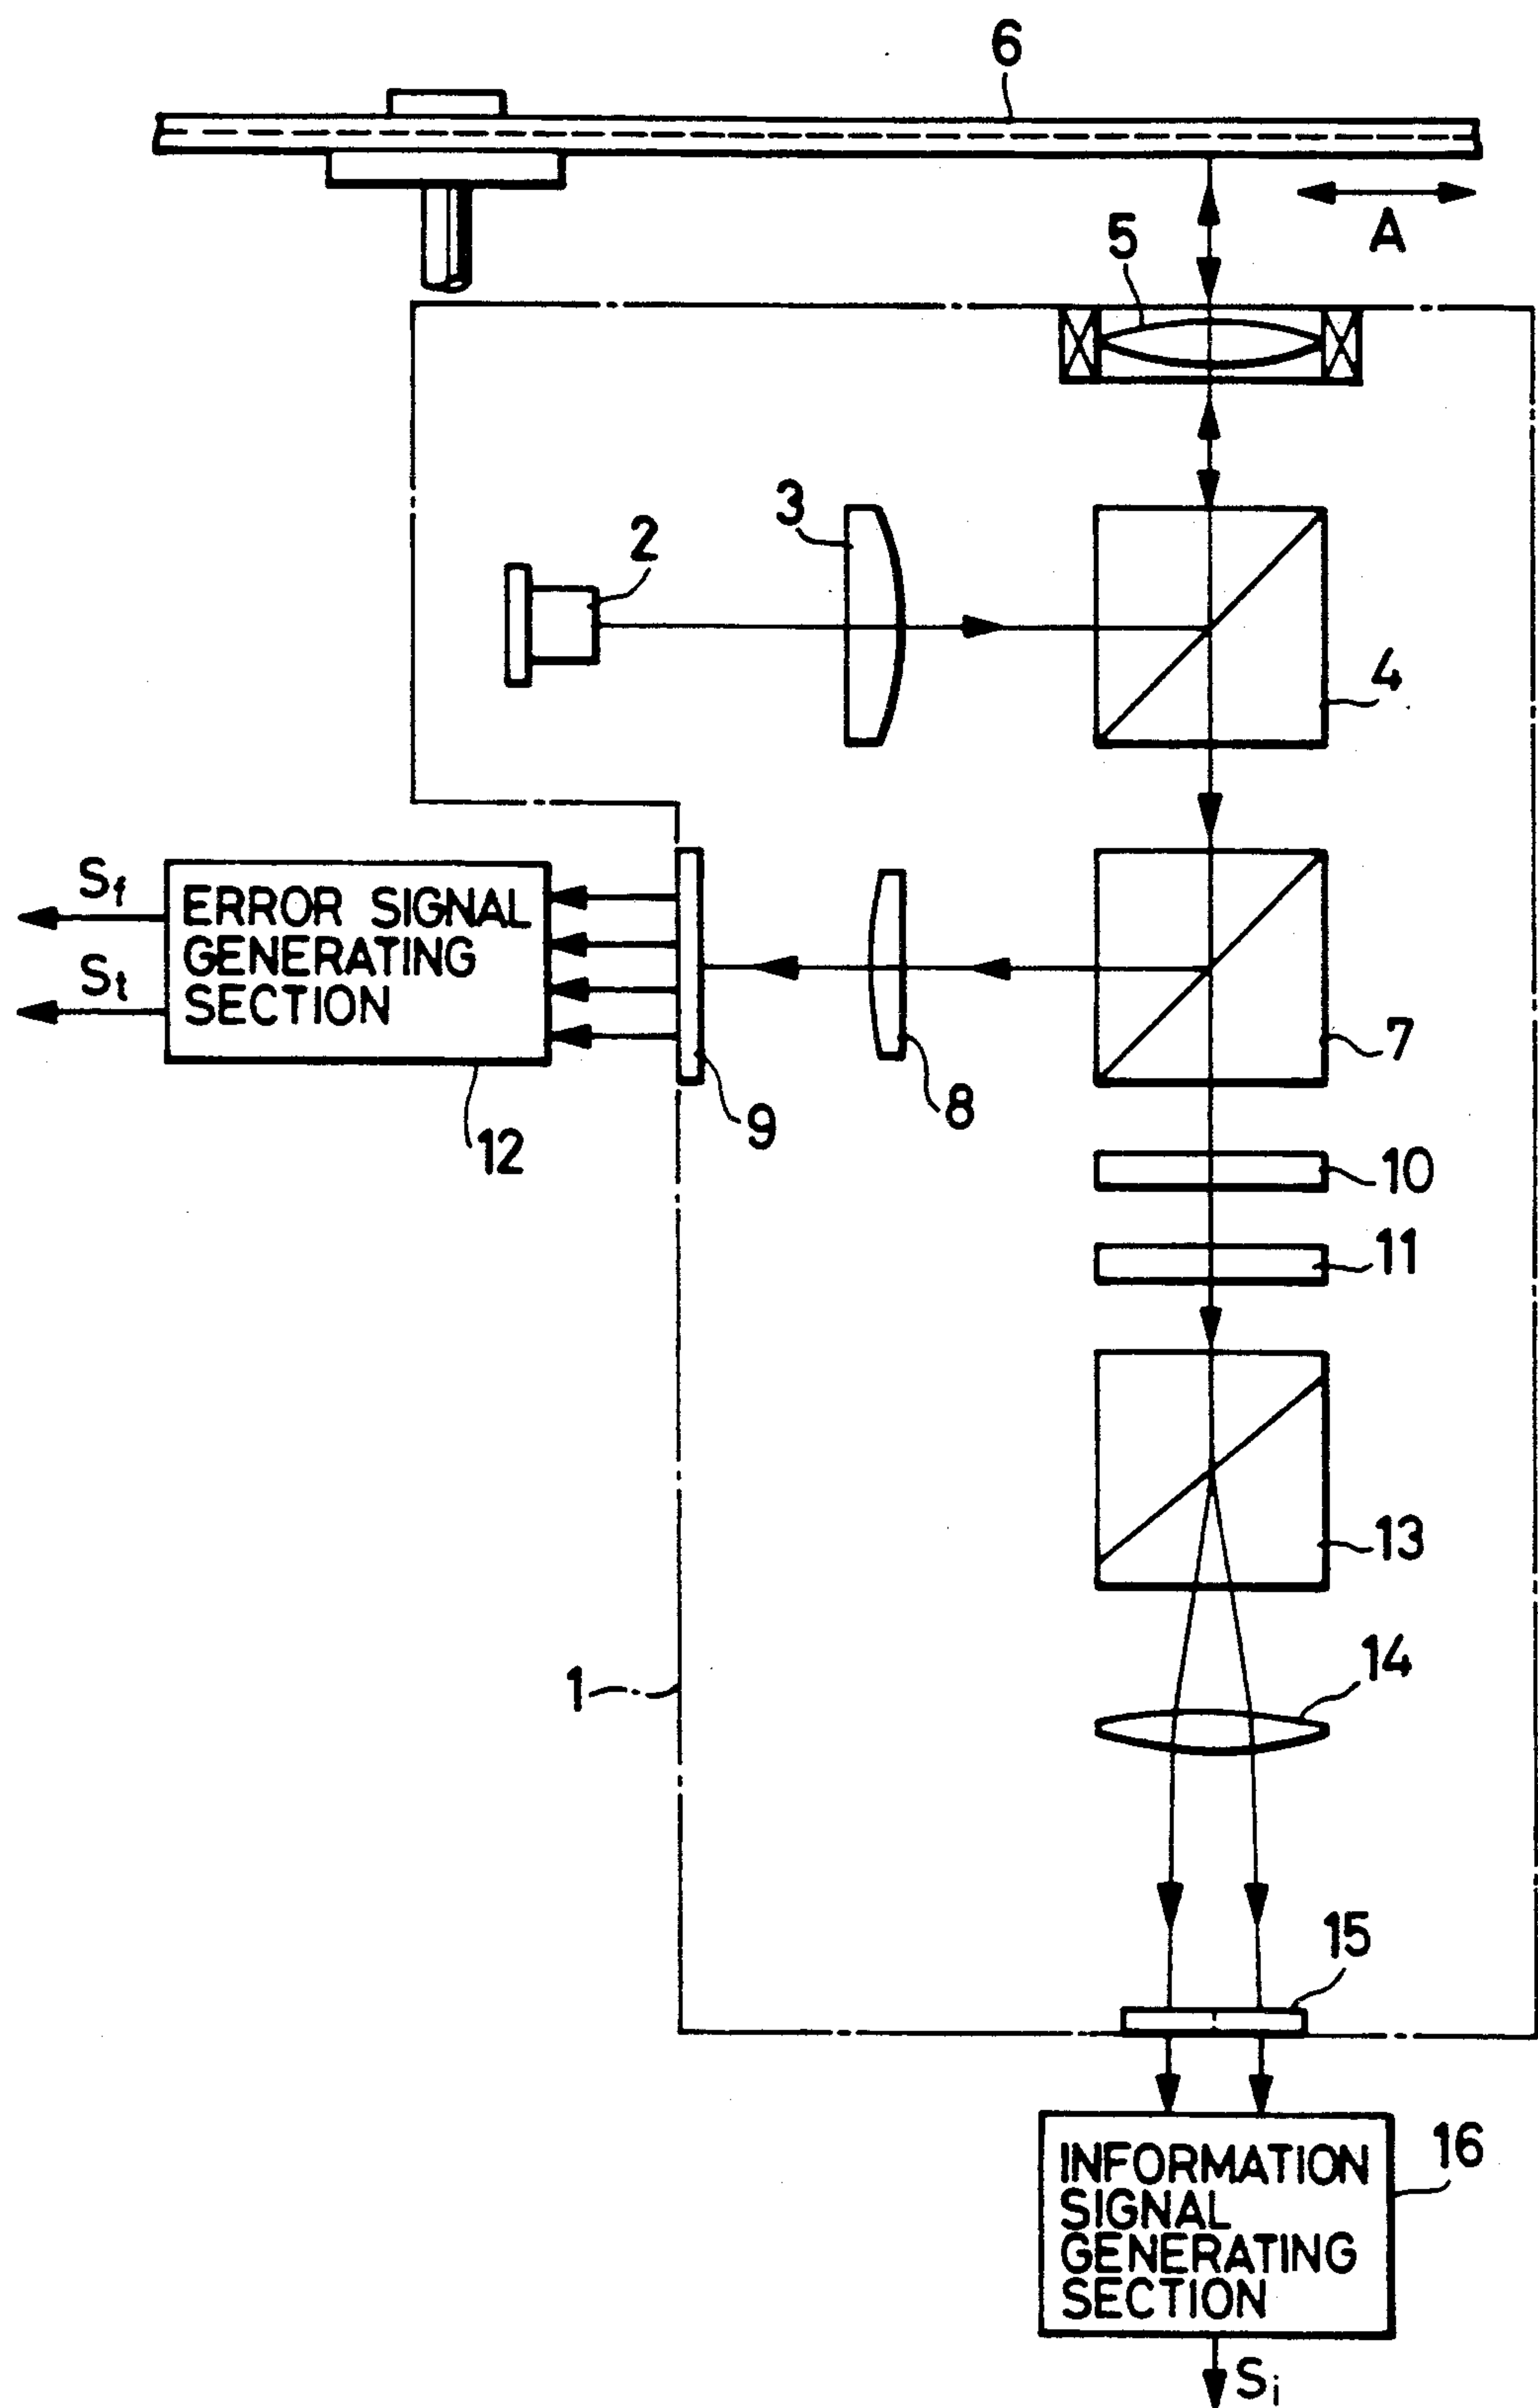 6
A
5
3
2
4
Sf
ERROR SIGNAL
GENERATING
SECTION
St
7
8
9
12
10
11
13
14
1
15
16
INFORMATION
SIGNAL
GENERATING
SECTION
Si